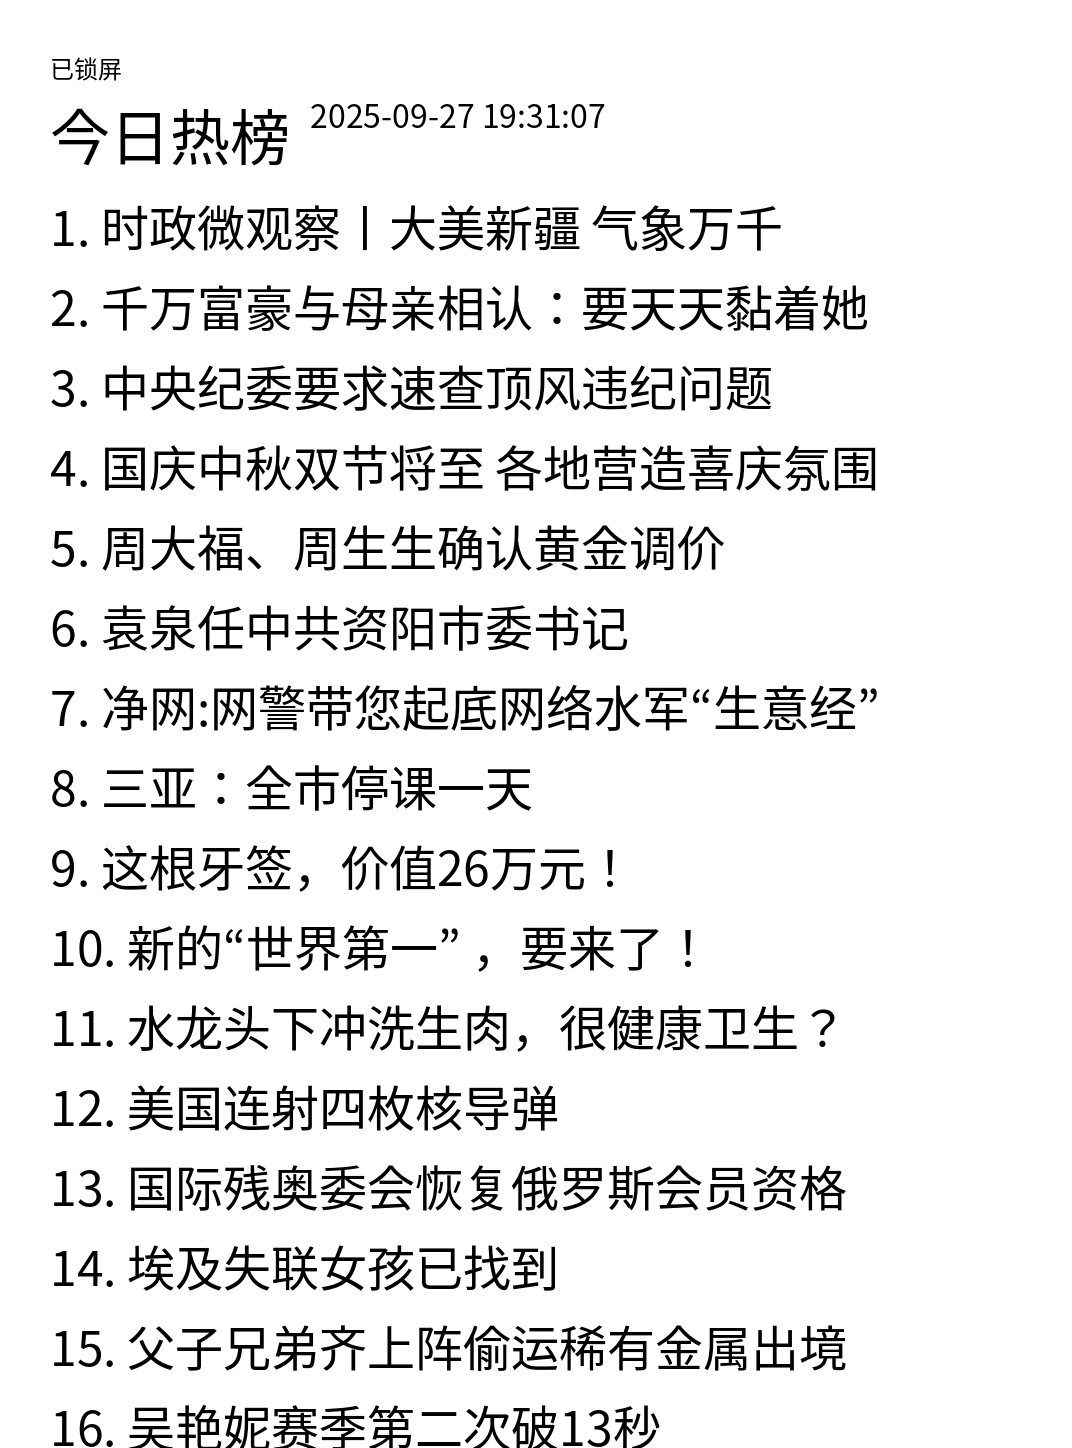 已锁屏
今日热榜 2025-09-27 19:31:07
1. 时政微观察丨大美新疆 气象万千
2. 千万富豪与母亲相认：要天天黏着她
3. 中央纪委要求速查顶风违纪问题
4. 国庆中秋双节将至 各地营造喜庆氛围
5. 周大福、周生生确认黄金调价
6. 袁泉任中共资阳市委书记
7. 净网:网警带您起底网络水军“生意经”
8. 三亚：全市停课一天
9. 这根牙签，价值26万元！
10. 新的“世界第一” ，要来了！
11. 水龙头下冲洗生肉，很健康卫生？
12. 美国连射四枚核导弹
13. 国际残奥委会恢复俄罗斯会员资格
14. 埃及失联女孩已找到
15. 父子兄弟齐上阵偷运稀有金属出境
16. 吴艳妮赛季第二次破13秒